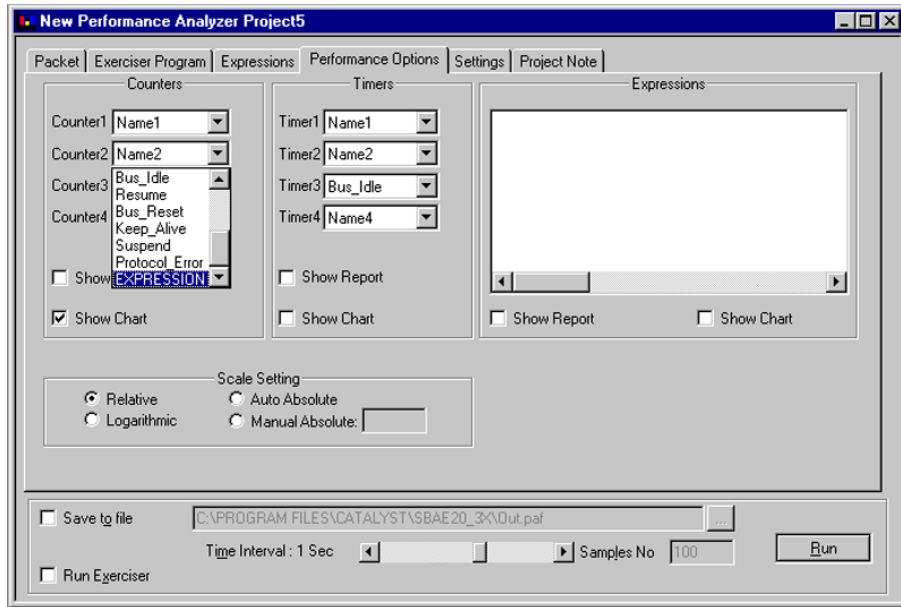 New Performance Analyzer Project5
Packet Exerciser Program Expressions Performance Options Settings Project Note
Counters
Counter1 Name1
Counter2 Name2
Counter3
Counter4
Bus_Idle
Resume
Bus_Reset
Keep_Alive
Suspend
Protocol_Error
EXPRESSION
Show
Show Chart
Timers
Timer1 Name1
Timer2 Name2
Timer3 Bus_Idle
Timer4 Name4
Show Report
Show Chart
Expressions
Show Report Show Chart
Scale Setting
Relative Auto Absolute
Logarithmic Manual Absolute:
Save to file C:\PROGRAM FILES\CATALYST\SBAE20_3X\Out.paf ...
Time Interval : 1 Sec Samples No 100 Run
Run Exerciser